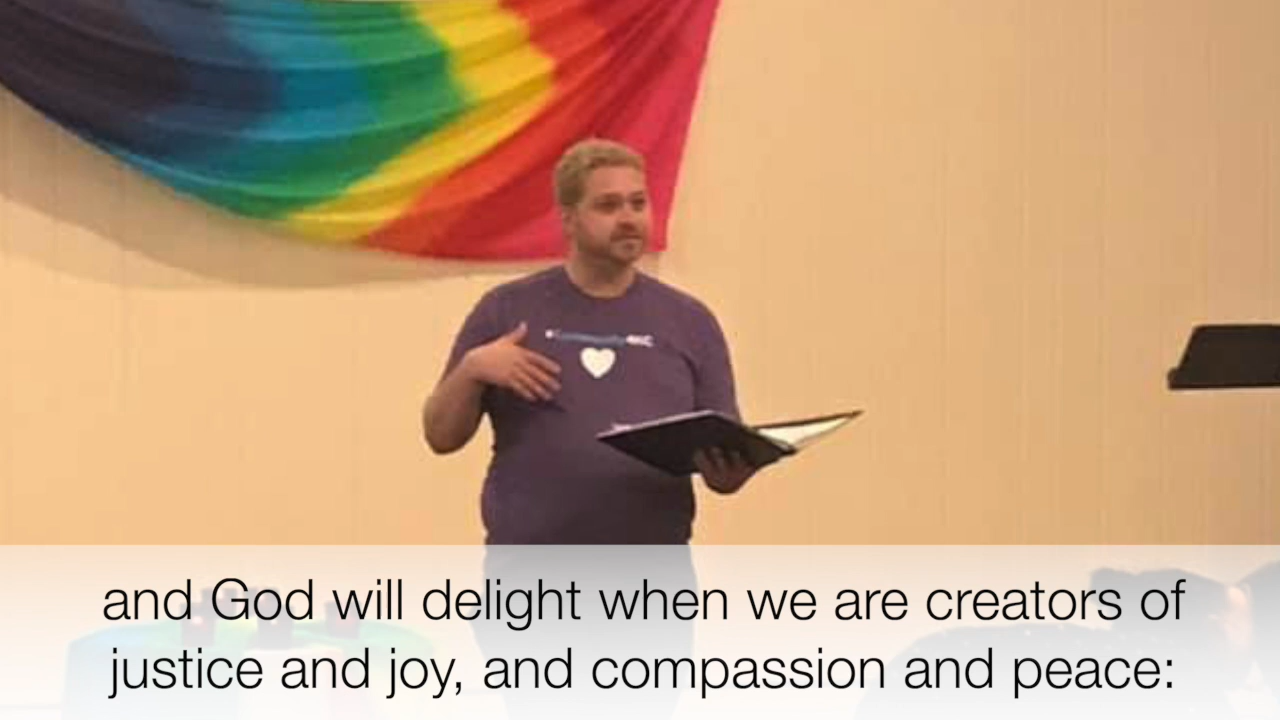 and God will delight when we are creators of
justice and joy, and compassion and peace: